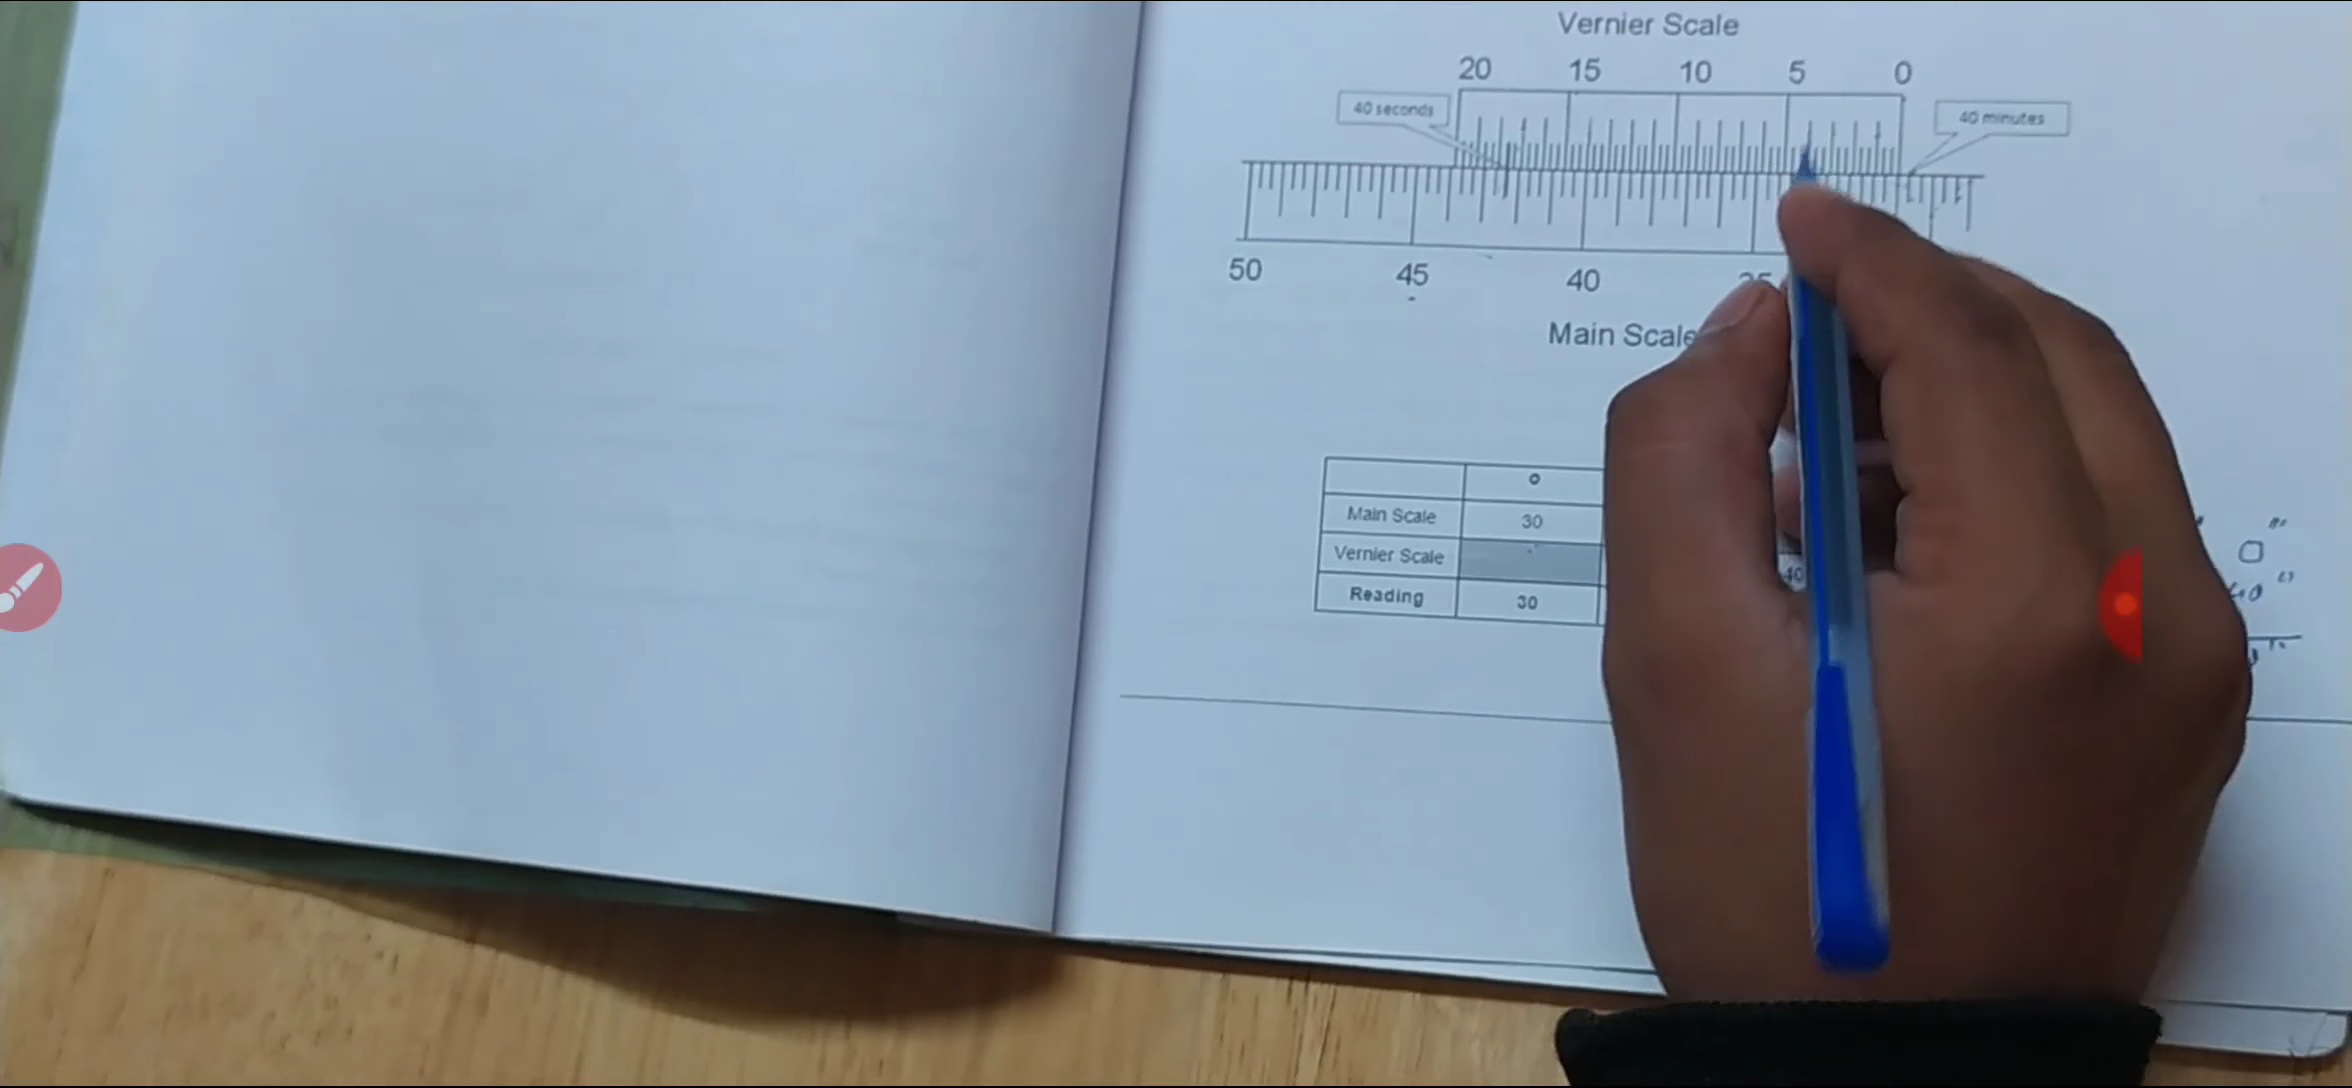 Vernier Scale
20 15 10 5 0
40 seconds 40 minutes
50 45 40
Main Scale
o
Main Scale 30
Vernier Scale 40
Reading 30